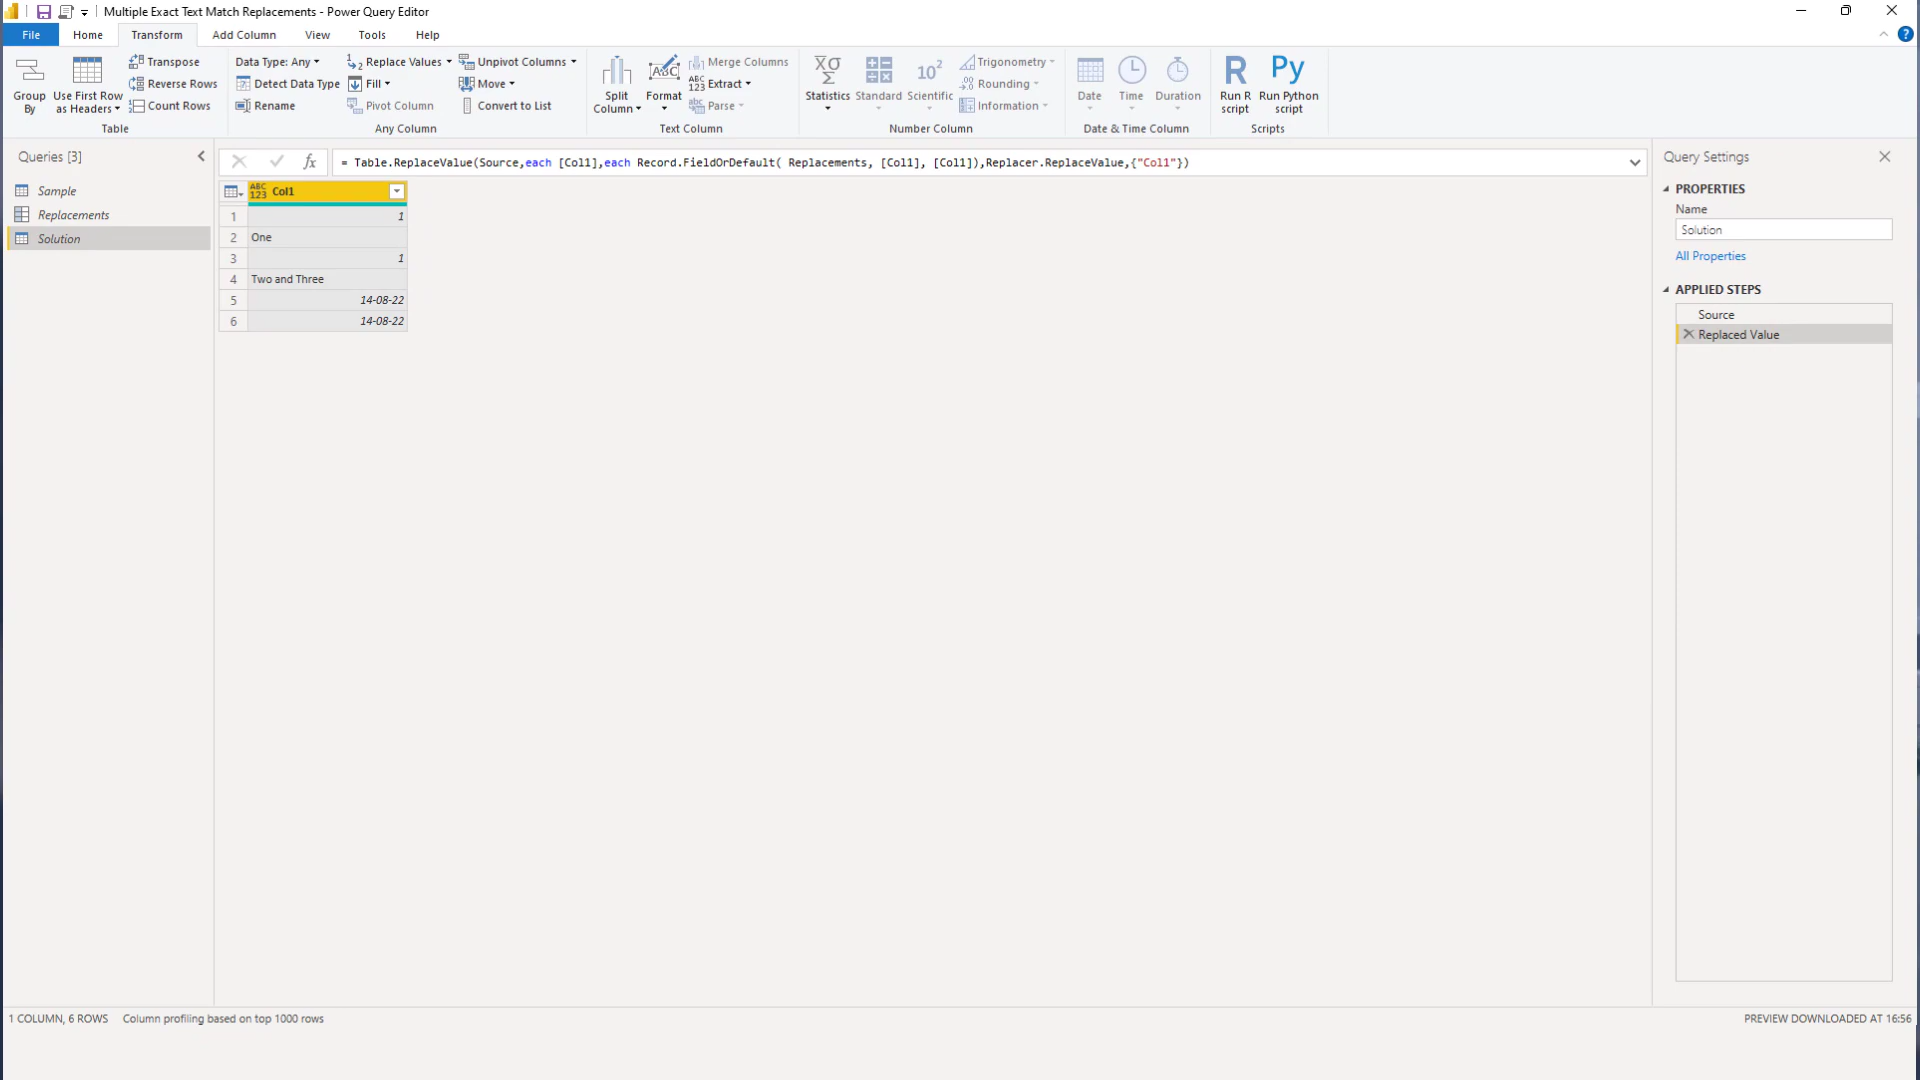 Multiple Exact Text Match Replacements - Power Query Editor
File Home Transform Add Column View Tools Help
Group By
Use First Row as Headers
Transpose
Reverse Rows
Count Rows
Table
Data Type: Any
Detect Data Type
Rename
Replace Values
Fill
Pivot Column
Unpivot Columns
Move
Convert to List
Any Column
Split Column
Format
Merge Columns
Extract
Parse
Text Column
Statistics
Standard
Scientific
Trigonometry
Rounding
Information
Number Column
Date
Time
Duration
Date & Time Column
Run R script
Run Python script
Scripts
Queries [3]
Sample
Replacements
Solution
= Table.ReplaceValue(Source,each [Col1],each Record.FieldOrDefault( Replacements, [Col1], [Col1]),Replacer.ReplaceValue,{"Col1"})
ABC 123 Col1
1 1
2 One
3 1
4 Two and Three
5 14-08-22
6 14-08-22
Query Settings
PROPERTIES
Name
Solution
All Properties
APPLIED STEPS
Source
Replaced Value
1 COLUMN, 6 ROWS Column profiling based on top 1000 rows
PREVIEW DOWNLOADED AT 16:56